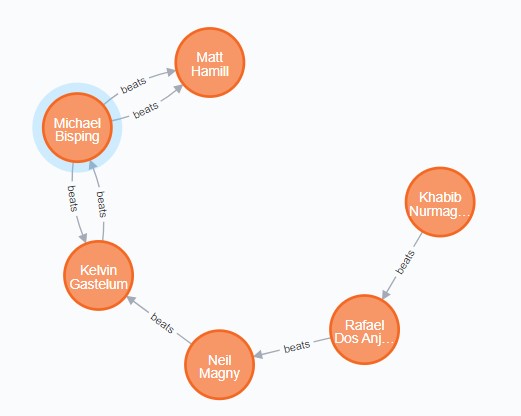 Matt
Hamill
beats
beats
Michael
Bisping
beats
beats
Khabib
Nurmag...
beats
Kelvin
Gastelum
beats
Rafael
Dos Anj...
beats
Neil
Magny